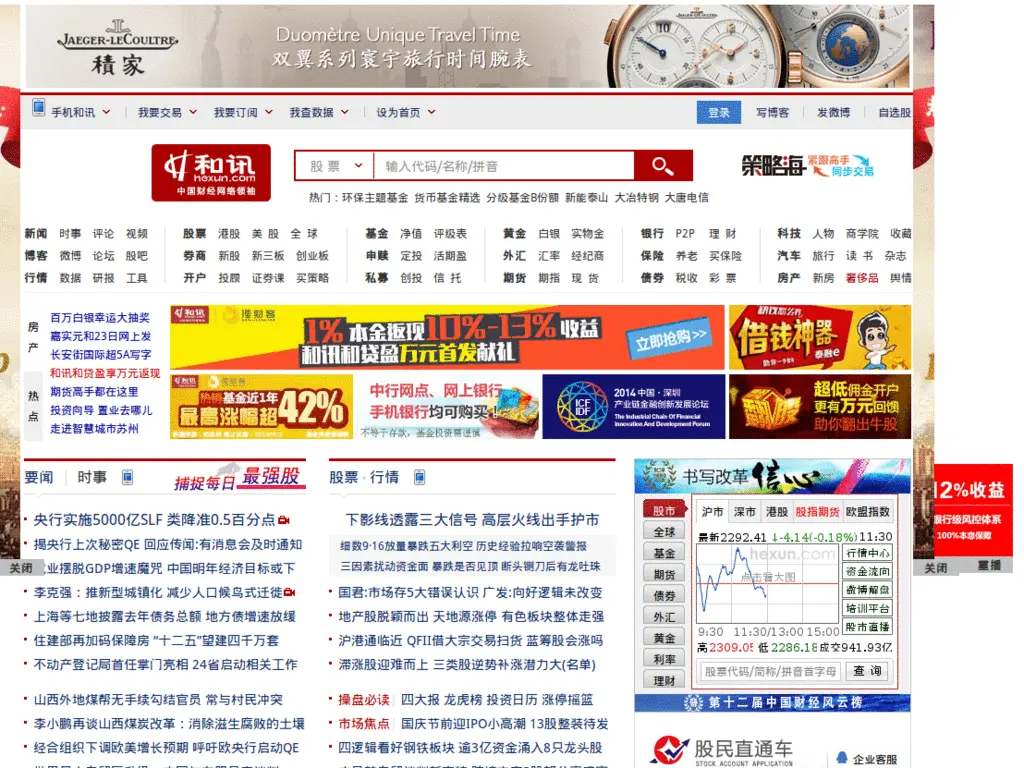 JAEGER-LECOULTRE
積家
Duomètre Unique Travel Time
双翼系列寰宇旅行时间腕表
手机和讯 我要交易 我要订阅 我查数据 设为首页 登录 写博客 发微博 自选股
和讯
hexun.com
中国财经网络领袖
股票 输入代码/名称/拼音
策略海 紧跟高手 同步交易
热门：环保主题基金 货币基金精选 分级基金B份额 新能泰山 大冶特钢 大唐电信
新闻 时事 评论 视频 股票 港股 美股 全球 基金 净值 评级表 黄金 白银 实物金 银行 P2P 理财 科技 人物 商学院 收藏
博客 微博 论坛 股吧 券商 新股 新三板 创业板 申赎 定投 活期盈 外汇 汇率 经纪商 保险 养老 买保险 汽车 旅行 读书 杂志
行情 数据 研报 工具 开户 投顾 证券课 买策略 私募 创投 信托 期货 期指 现货 债券 税收 彩票 房产 新房 奢侈品 舆情
房产
百万白银幸运大抽奖
嘉实元和23日网上发
长安街国际超5A写字
热点
和讯和贷盈享万元返现
期货高手都在这里
投资向导 置业去哪儿
走进智慧城市苏州
和讯 理财客
1%本金返现10%-13%收益
和讯和贷盈万元首发献礼
立即抢购>>
借钱神器
泰融e
热销基金近1年
最高涨幅超42%
中行网点、网上银行
手机银行均可购买！
不等于存款，基金投资需谨慎
ICF
IDF
2014 中国·深圳
产业链金融创新发展论坛
The Industrial Chain Of Financial
Innovation And Development Forum
超低佣金开户
更有万元回馈
助你翻出牛股
要闻 时事 捕捉每日最强股
央行实施5000亿SLF 类降准0.5百分点
揭央行上次秘密QE 回应传闻:有消息会及时通知
业摆脱GDP增速魔咒 中国明年经济目标或下
李克强：推新型城镇化 减少人口候鸟式迁徙
上海等七地披露去年债务总额 地方债增速放缓
住建部再加码保障房 “十二五”望建四千万套
不动产登记局首任掌门亮相 24省启动相关工作
山西外地煤帮无手续勾结官员 常与村民冲突
李小鹏再谈山西煤炭改革：消除滋生腐败的土壤
经合组织下调欧美增长预期 呼吁欧央行启动QE
股票·行情
下影线透露三大信号 高层火线出手护市
细数9·16放量暴跌五大利空 历史经验拉响空袭警报
三因素扰动资金面 暴跌是否见顶 断头铡刀后有龙吐珠
国君:市场存5大错误认识 广发:向好逻辑未改变
地产股脱颖而出 天地源涨停 有色板块整体走强
沪港通临近 QFII借大宗交易扫货 蓝筹股会涨吗
滞涨股迎难而上 三类股逆势补涨潜力大(名单)
操盘必读 四大报 龙虎榜 投资日历 涨停摇篮
市场焦点 国庆节前迎IPO小高潮 13股整装待发
四逻辑看好钢铁板块 逾3亿资金涌入8只龙头股
书写改革信心
股市 全球 基金 期货 债券 外汇 黄金 利率 理财
沪市 深市 港股 股指期货 欧盟指数
最新2292.41 ↓-4.14(-0.18%) 11:30
hexun.com
点击看大图
行情中心
资金流向
微博解盘
培训平台
股市直播
9:30 11:30/13:00 15:00
高2309.05 低2286.18 成交941.93亿
股票代码/简称/拼音首字母 查询
第十二届中国财经风云榜
股民直通车
STOCK ACCOUNT APPLICATION
企业客服
12%收益
银行级风控体系
100%本息保障
关闭
关闭 重播